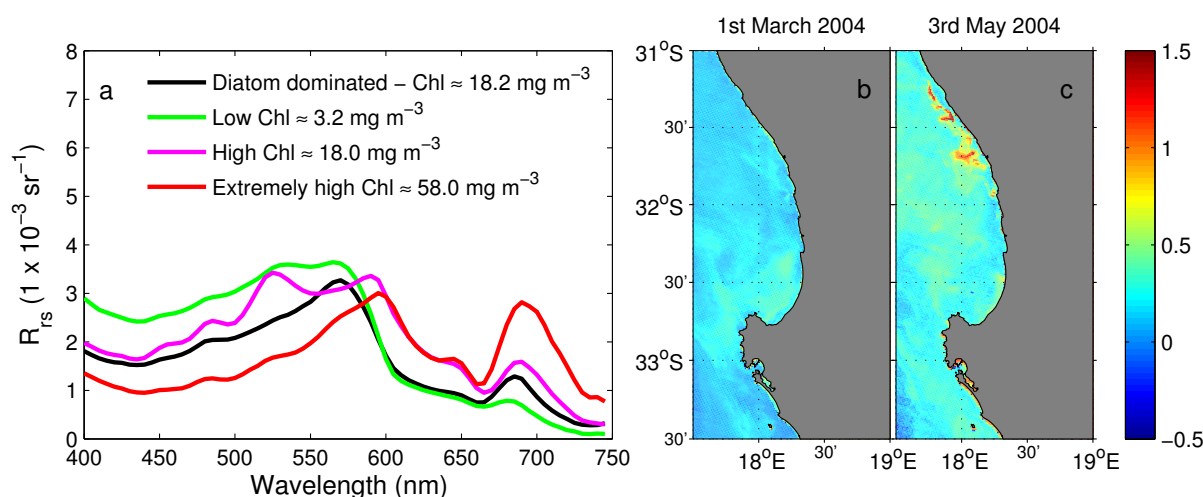 1st March 2004
3rd May 2004
a
Diatom dominated − Chl ≈ 18.2 mg m⁻³
Low Chl ≈ 3.2 mg m⁻³
High Chl ≈ 18.0 mg m⁻³
Extremely high Chl ≈ 58.0 mg m⁻³
8
7
6
5
4
3
2
1
0
R_rs (1 x 10⁻³ sr⁻¹)
400
450
500
550
600
650
700
750
Wavelength (nm)
b
c
31°S
30'
32°S
30'
33°S
30'
18°E
30'
19°E
18°E
30'
19°E
1.5
1
0.5
0
−0.5